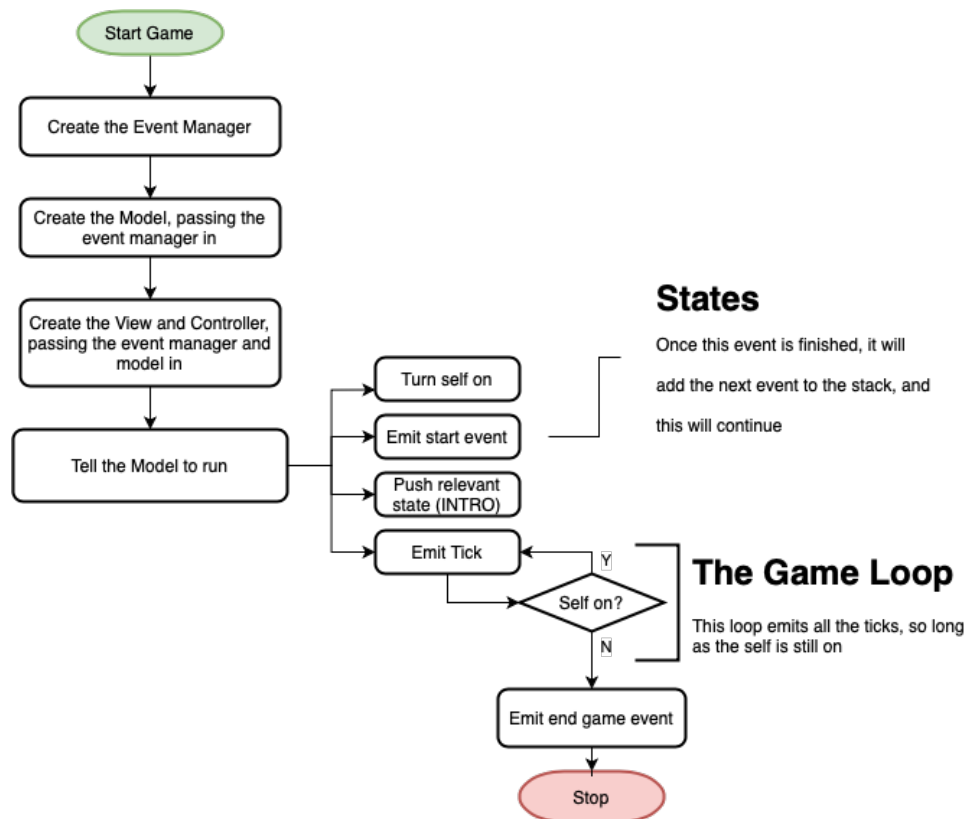 Start Game
Create the Event Manager
Create the Model, passing the
event manager in
Create the View and Controller,
passing the event manager and
model in
Tell the Model to run
Turn self on
Emit start event
Push relevant
state (INTRO)
Emit Tick
States
Once this event is finished, it will
add the next event to the stack, and
this will continue
Y
Self on?
N
The Game Loop
This loop emits all the ticks, so long
as the self is still on
Emit end game event
Stop